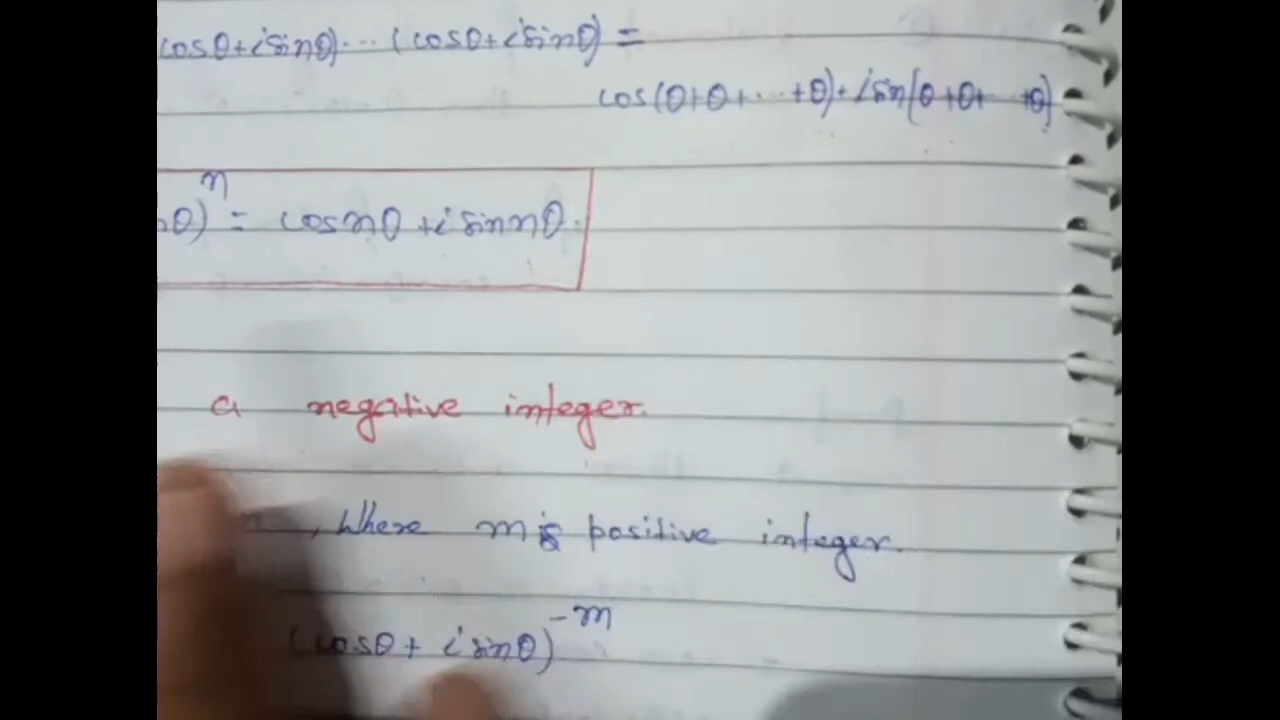 cosθ+isinθ)... (cosθ+isinθ) =
cos(θ+θ+...+θ)+isin(θ+θ+ +θ)
θ)ⁿ = cosnθ+isinnθ.
a negative integer.
, Where m is positive integer.
(cosθ+ isinθ)⁻ᵐ